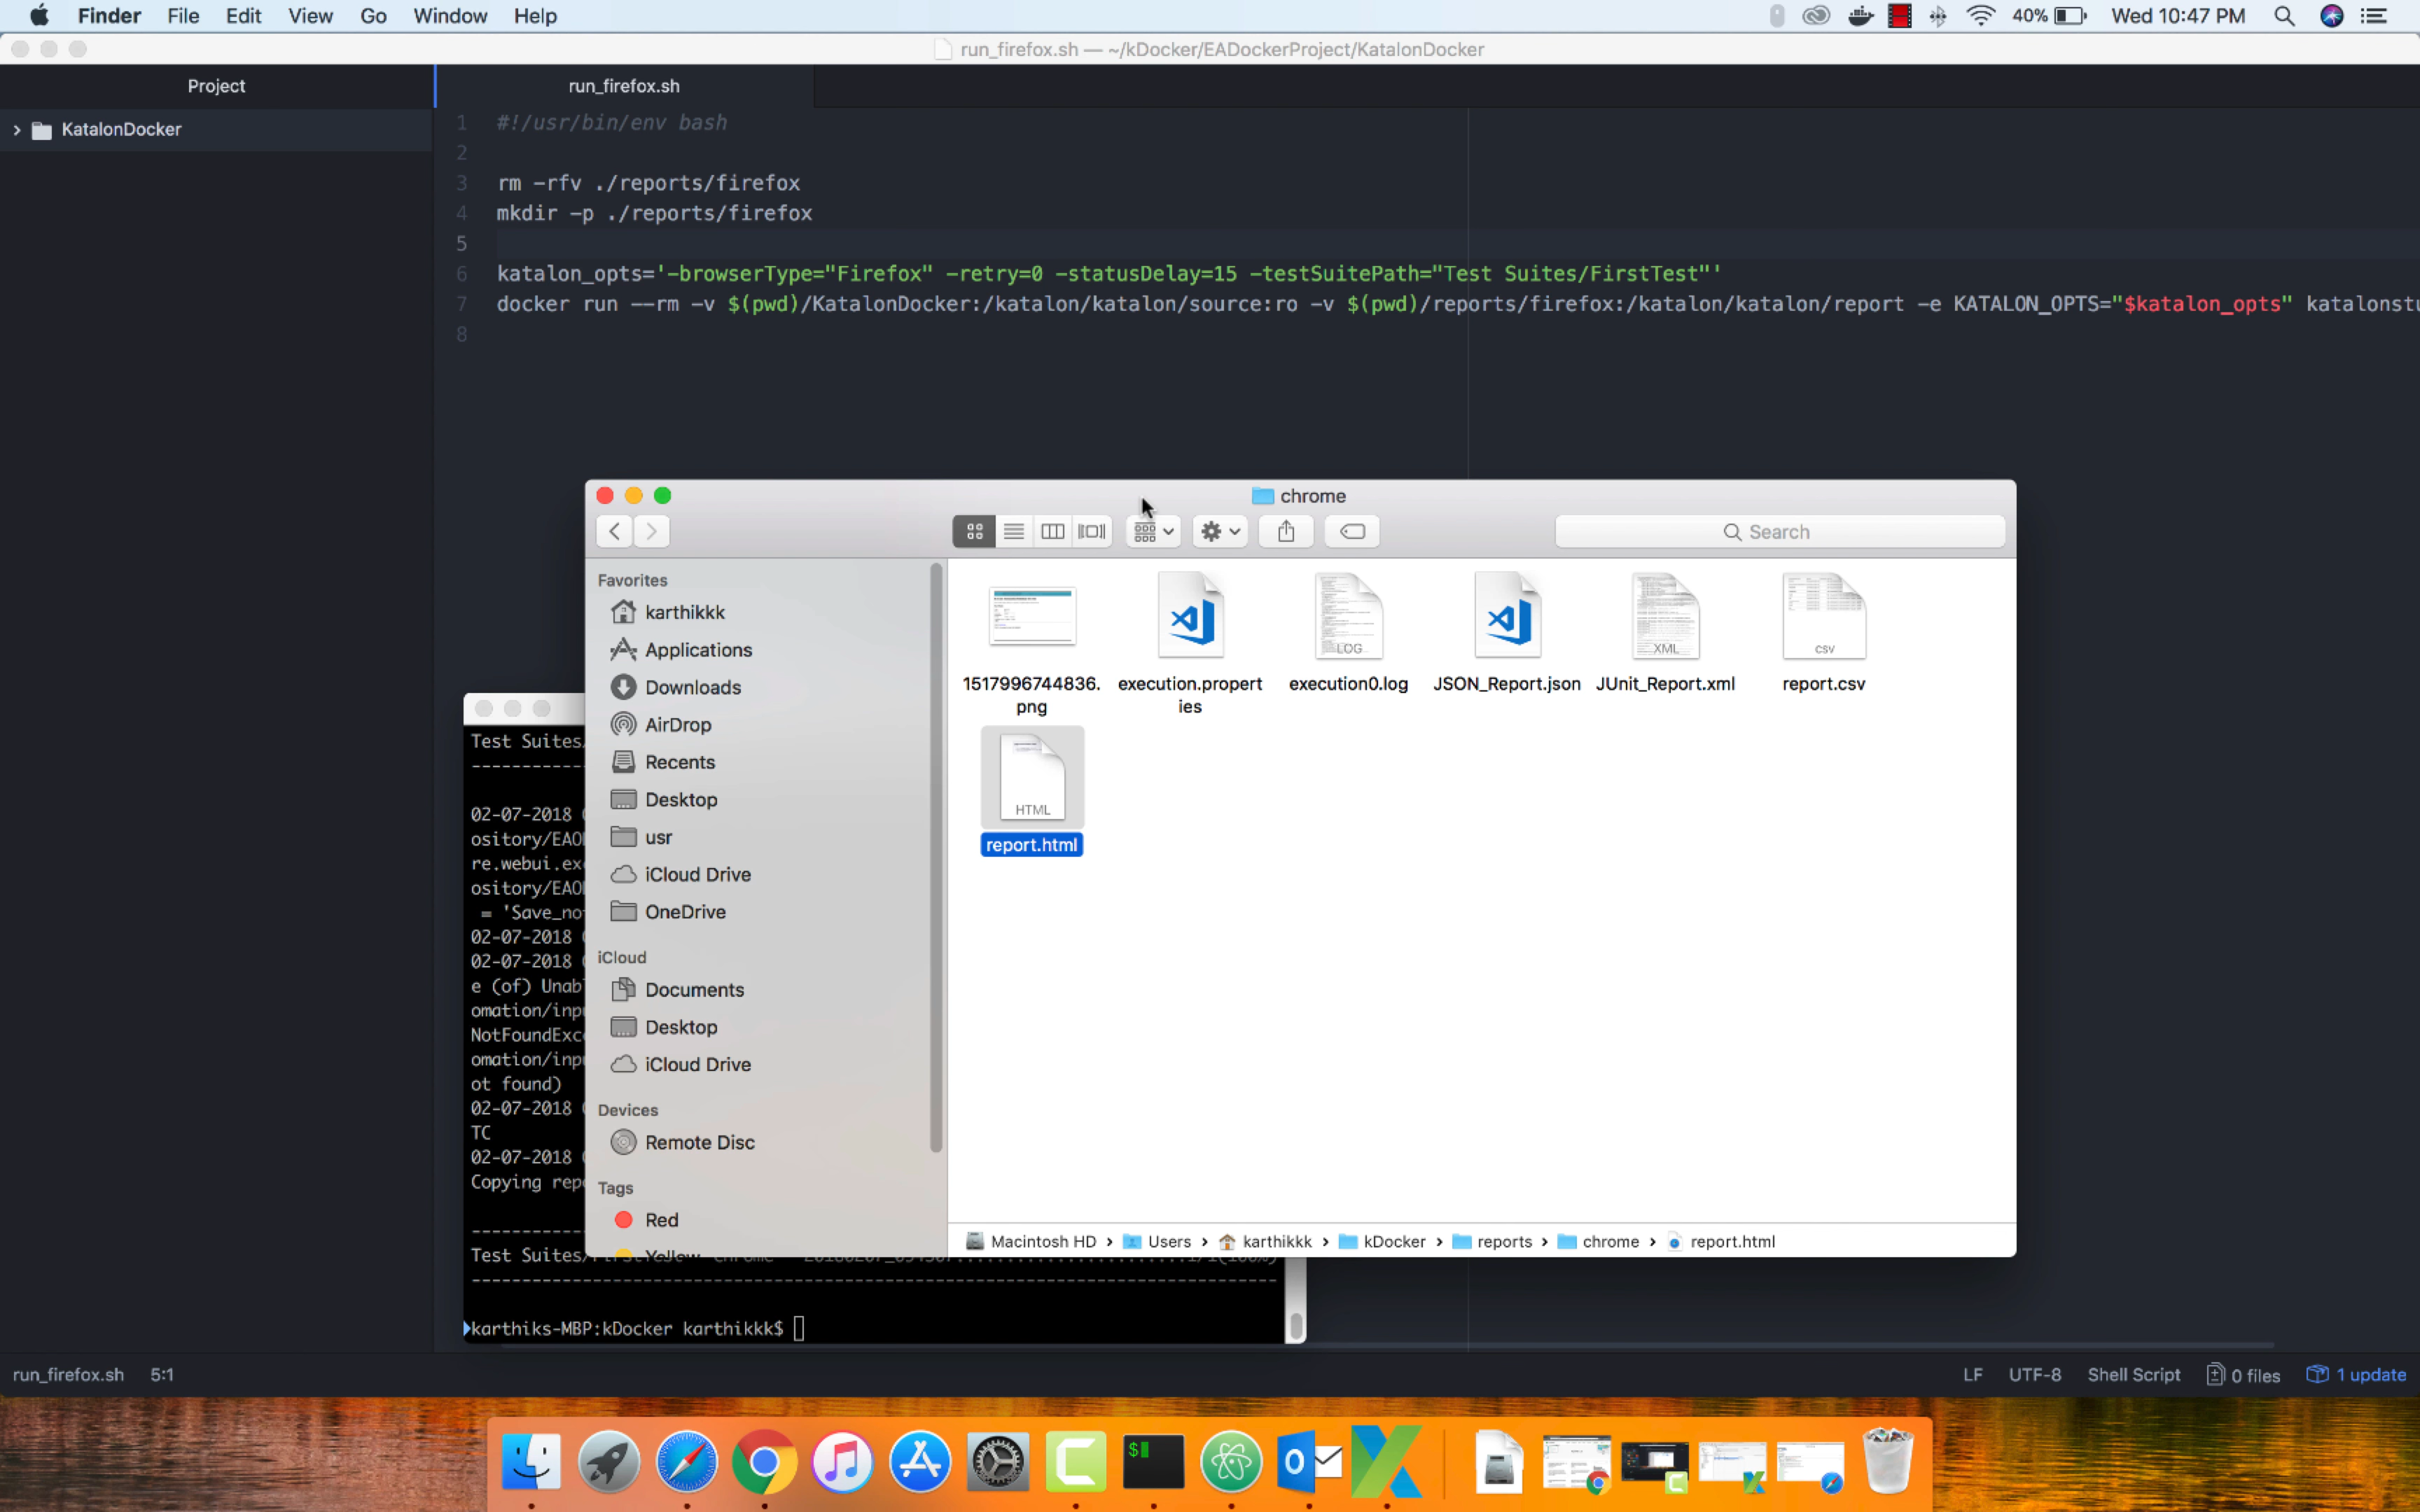 Finder File Edit View Go Window Help
40% Wed 10:47 PM
run_firefox.sh — ~/kDocker/EADockerProject/KatalonDocker
Project
run_firefox.sh
KatalonDocker
1 #!/usr/bin/env bash
2
3 rm -rfv ./reports/firefox
4 mkdir -p ./reports/firefox
5
6 katalon_opts='-browserType="Firefox" -retry=0 -statusDelay=15 -testSuitePath="Test Suites/FirstTest"'
7 docker run --rm -v $(pwd)/KatalonDocker:/katalon/katalon/source:ro -v $(pwd)/reports/firefox:/katalon/katalon/report -e KATALON_OPTS="$katalon_opts" katalonstu
8
chrome
Search
Favorites
karthikkk
Applications
Downloads
AirDrop
Recents
Desktop
usr
iCloud Drive
OneDrive
iCloud
Documents
Desktop
iCloud Drive
Devices
Remote Disc
Tags
Red
Yellow
1517996744836.
png
execution.propert
ies
LOG
execution0.log
JSON_Report.json
XML
JUnit_Report.xml
csv
report.csv
HTML
report.html
Macintosh HD › Users › karthikkk › kDocker › reports › chrome › report.html
Test Suites
------------
02-07-2018
ository/EAO
re.webui.ex
ository/EAO
= 'Save_no
02-07-2018
02-07-2018
e (of) Unab
omation/inp
NotFoundExc
omation/inp
ot found)
02-07-2018
TC
02-07-2018
Copying rep
Test Suites/
karthiks-MBP:kDocker karthikkk$
run_firefox.sh 5:1
LF UTF-8 Shell Script 0 files 1 update